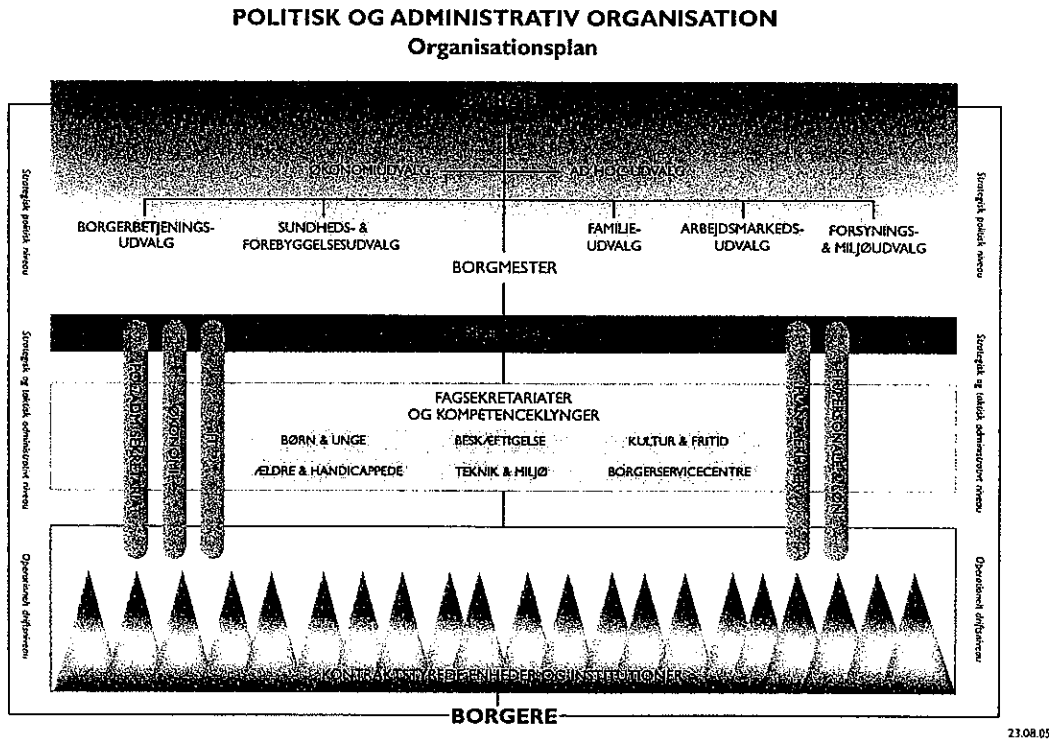 POLITISK OG ADMINISTRATIV ORGANISATION
Organisationsplan
ØKONOMIUDVALG
AD HOC UDVALG
BORGERBETJENINGS-
UDVALG
SUNDHEDS- &
FOREBYGGELSESUDVALG
FAMILIE-
UDVALG
ARBEJDSMARKEDS-
UDVALG
FORSYNINGS-
& MILJØUDVALG
BORGMESTER
Strategisk politisk niveau
Strategisk politisk niveau
Strategisk og taktisk administrativt niveau
Strategisk og taktisk administrativt niveau
FAGSEKRETARIATER
OG KOMPETENCEKLYNGER
BØRN & UNGE
BESKÆFTIGELSE
KULTUR & FRITID
ÆLDRE & HANDICAPPEDE
TEKNIK & MILJØ
BORGERSERVICECENTRE
Operationelt driftsniveau
Operationelt driftsniveau
KONTRAKTSTYREDE ENHEDER OG INSTITUTIONER
BORGERE
23.08.05